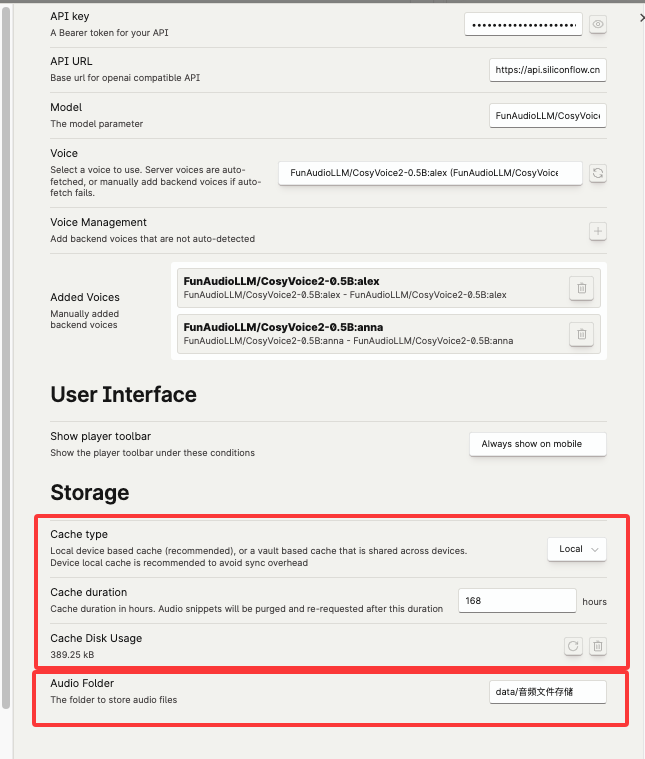 API key
A Bearer token for your API
••••••••••••••••••••
API URL
Base url for openai compatible API
https://api.siliconflow.cn
Model
The model parameter
FunAudioLLM/CosyVoice
Voice
Select a voice to use. Server voices are auto-
fetched, or manually add backend voices if auto-
fetch fails.
FunAudioLLM/CosyVoice2-0.5B:alex (FunAudioLLM/CosyVoice
Voice Management
Add backend voices that are not auto-detected
Added Voices
Manually added
backend voices
FunAudioLLM/CosyVoice2-0.5B:alex
FunAudioLLM/CosyVoice2-0.5B:alex - FunAudioLLM/CosyVoice2-0.5B:alex
FunAudioLLM/CosyVoice2-0.5B:anna
FunAudioLLM/CosyVoice2-0.5B:anna - FunAudioLLM/CosyVoice2-0.5B:anna
User Interface
Show player toolbar
Show the player toolbar under these conditions
Always show on mobile
Storage
Cache type
Local device based cache (recommended), or a vault based cache that is shared across devices.
Device local cache is recommended to avoid sync overhead
Local
Cache duration
Cache duration in hours. Audio snippets will be purged and re-requested after this duration
168 hours
Cache Disk Usage
389.25 kB
Audio Folder
The folder to store audio files
data/音頻文件存储